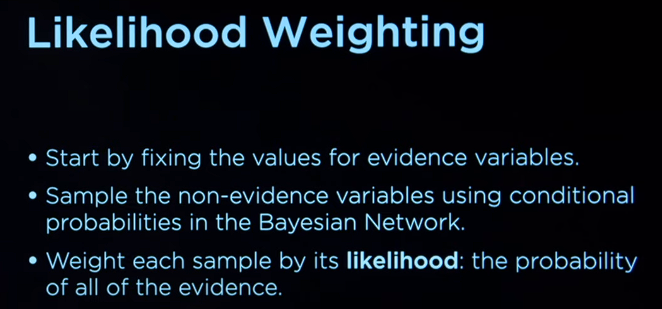 Likelihood Weighting
• Start by fixing the values for evidence variables.
• Sample the non-evidence variables using conditional
probabilities in the Bayesian Network.
• Weight each sample by its likelihood: the probability
of all of the evidence.